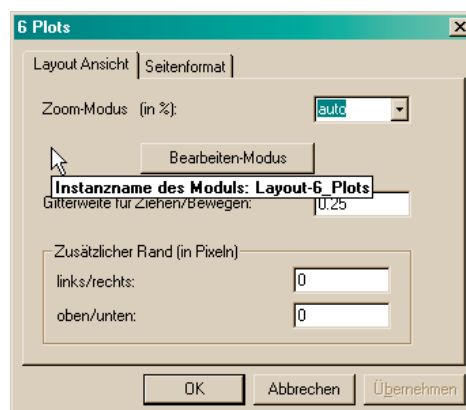 6 Plots
Layout Ansicht Seitenformat
Zoom-Modus (in %): auto
Bearbeiten-Modus
Instanzname des Moduls: Layout-6_Plots
Gitterweite für Ziehen/Bewegen: 0.25
Zusätzlicher Rand (in Pixeln)
links/rechts: 0
oben/unten: 0
OK Abbrechen Übernehmen